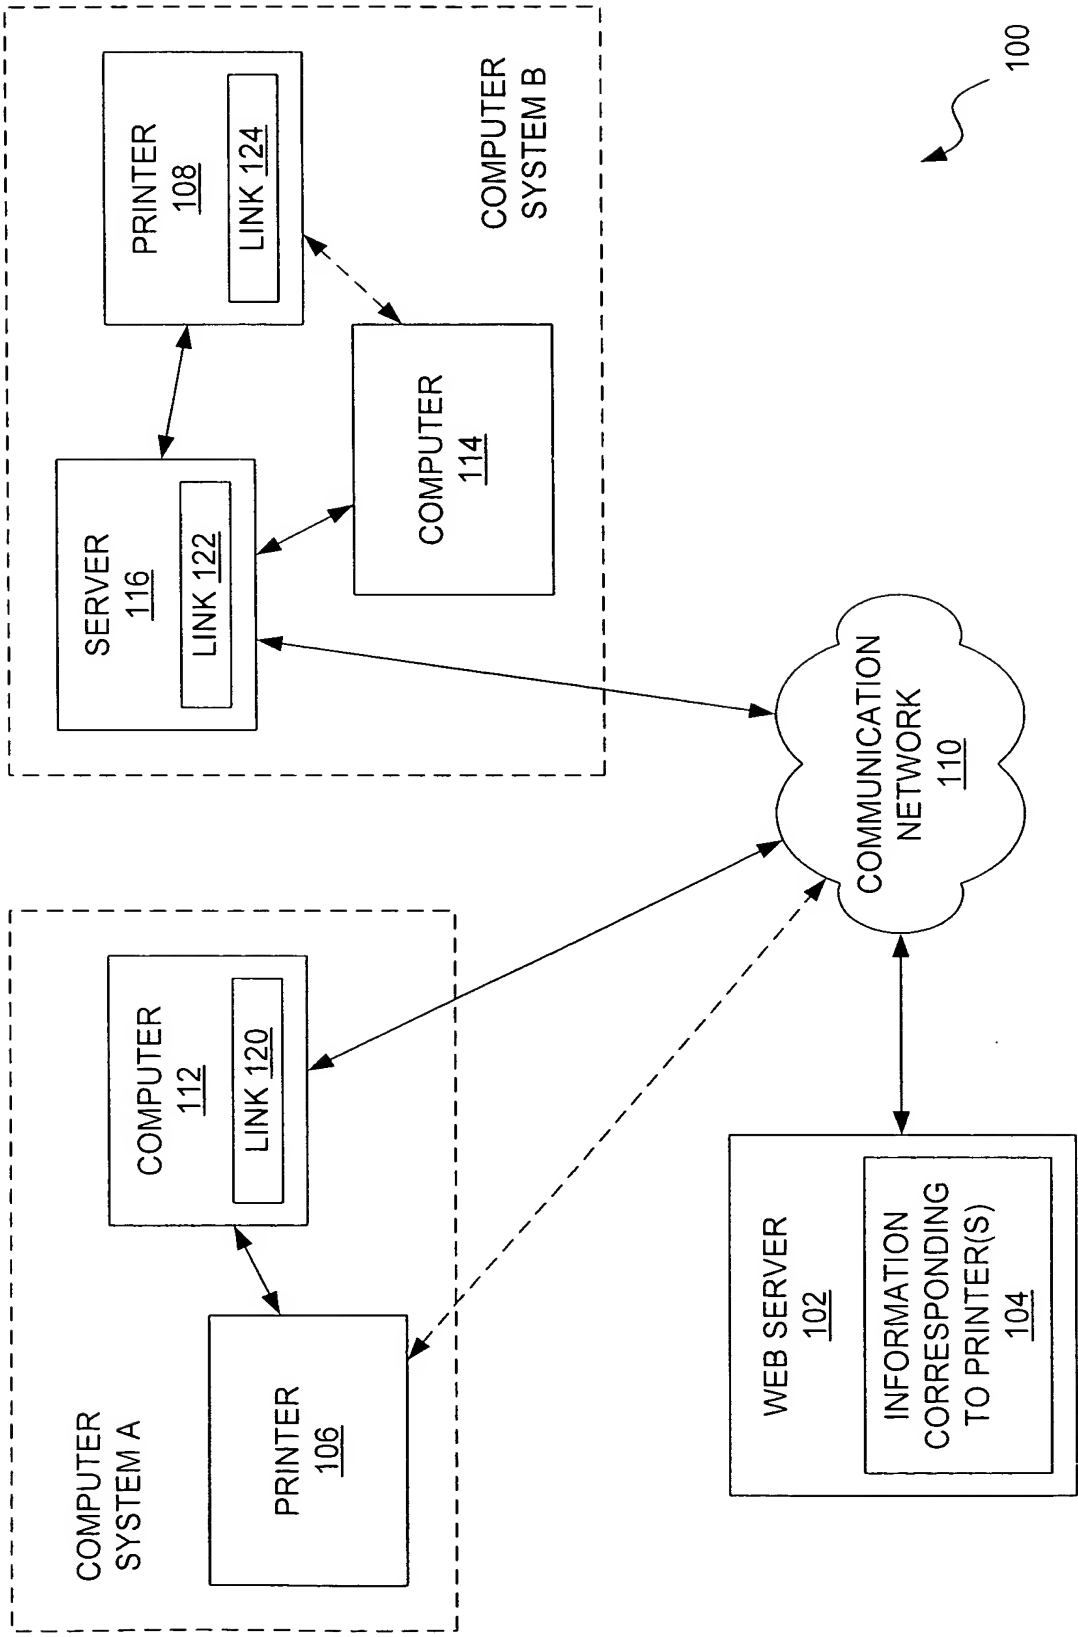 COMPUTER
SYSTEM A
PRINTER
106
COMPUTER
112
LINK 120
SERVER
116
LINK 122
PRINTER
108
LINK 124
COMPUTER
114
COMPUTER
SYSTEM B
WEB SERVER
102
INFORMATION
CORRESPONDING
TO PRINTER(S)
104
COMMUNICATION
NETWORK
110
100